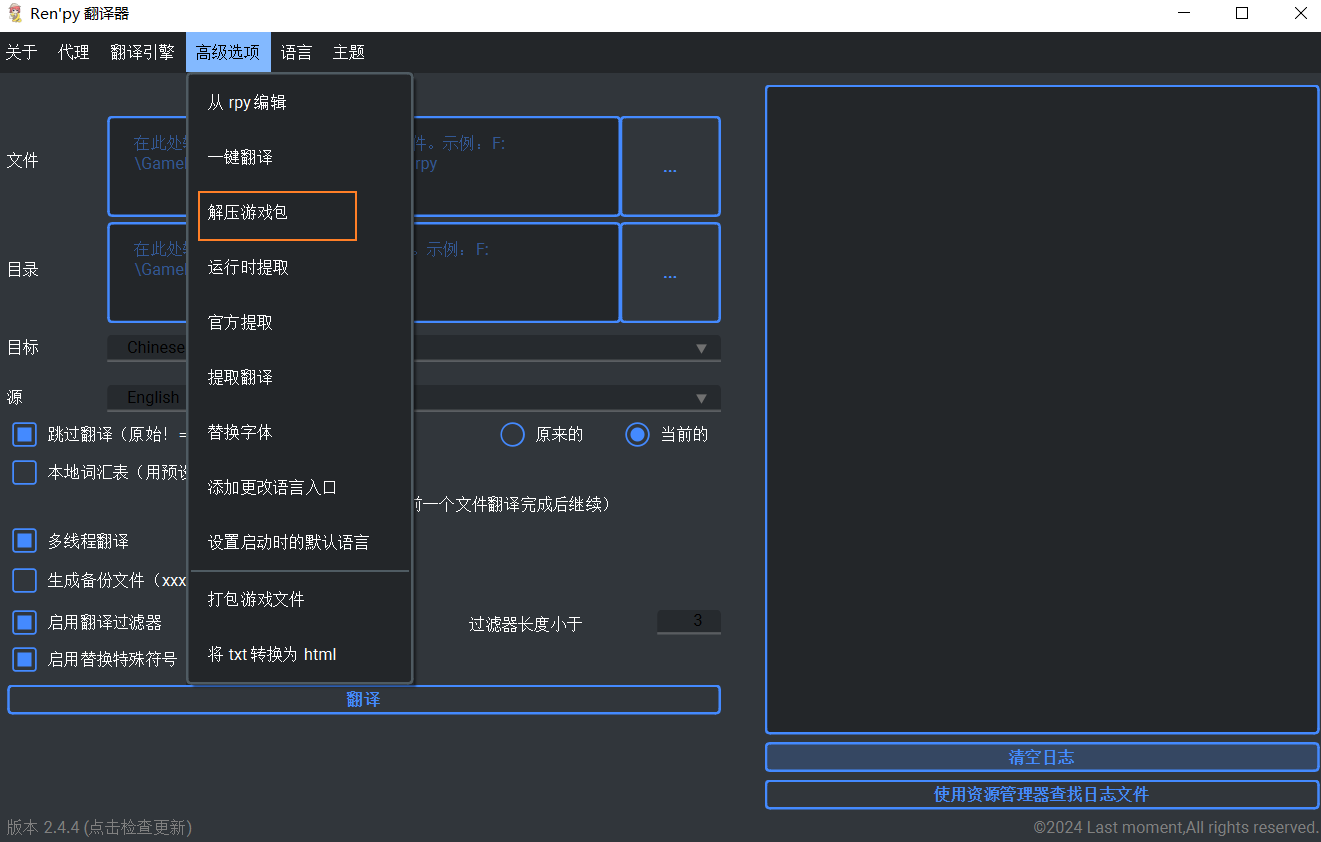 Ren'py 翻译器
关于 代理 翻译引擎 高级选项 语言 主题
从 rpy 编辑
一键翻译
解压游戏包
运行时提取
官方提取
提取翻译
替换字体
添加更改语言入口
设置启动时的默认语言
打包游戏文件
将 txt 转换为 html
文件
在此处 件。示例：F:
\Game rpy
...
目录
在此处 。示例：F:
\Game
...
目标
Chinese
源
English
跳过翻译（原始！=
原来的
当前的
本地词汇表（用预
前一个文件翻译完成后继续）
多线程翻译
生成备份文件（xxx
启用翻译过滤器
过滤器长度小于
3
启用替换特殊符号
翻译
清空日志
使用资源管理器查找日志文件
版本 2.4.4 (点击检查更新)
©2024 Last moment,All rights reserved.